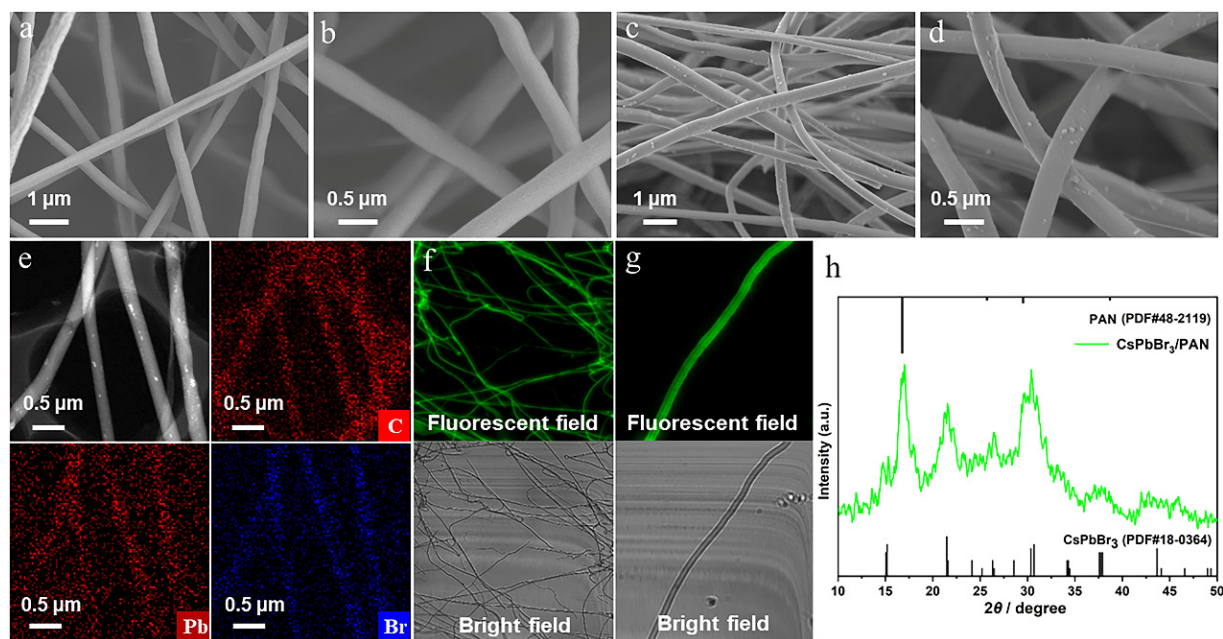 a
1 μm
b
0.5 μm
c
1 μm
d
0.5 μm
e
0.5 μm
0.5 μm
C
0.5 μm
Pb
0.5 μm
Br
f
Fluorescent field
Bright field
g
Fluorescent field
Bright field
h
PAN (PDF#48-2119)
CsPbBr₃/PAN
CsPbBr₃ (PDF#18-0364)
Intensity (a.u.)
10 15 20 25 30 35 40 45 50
2θ / degree